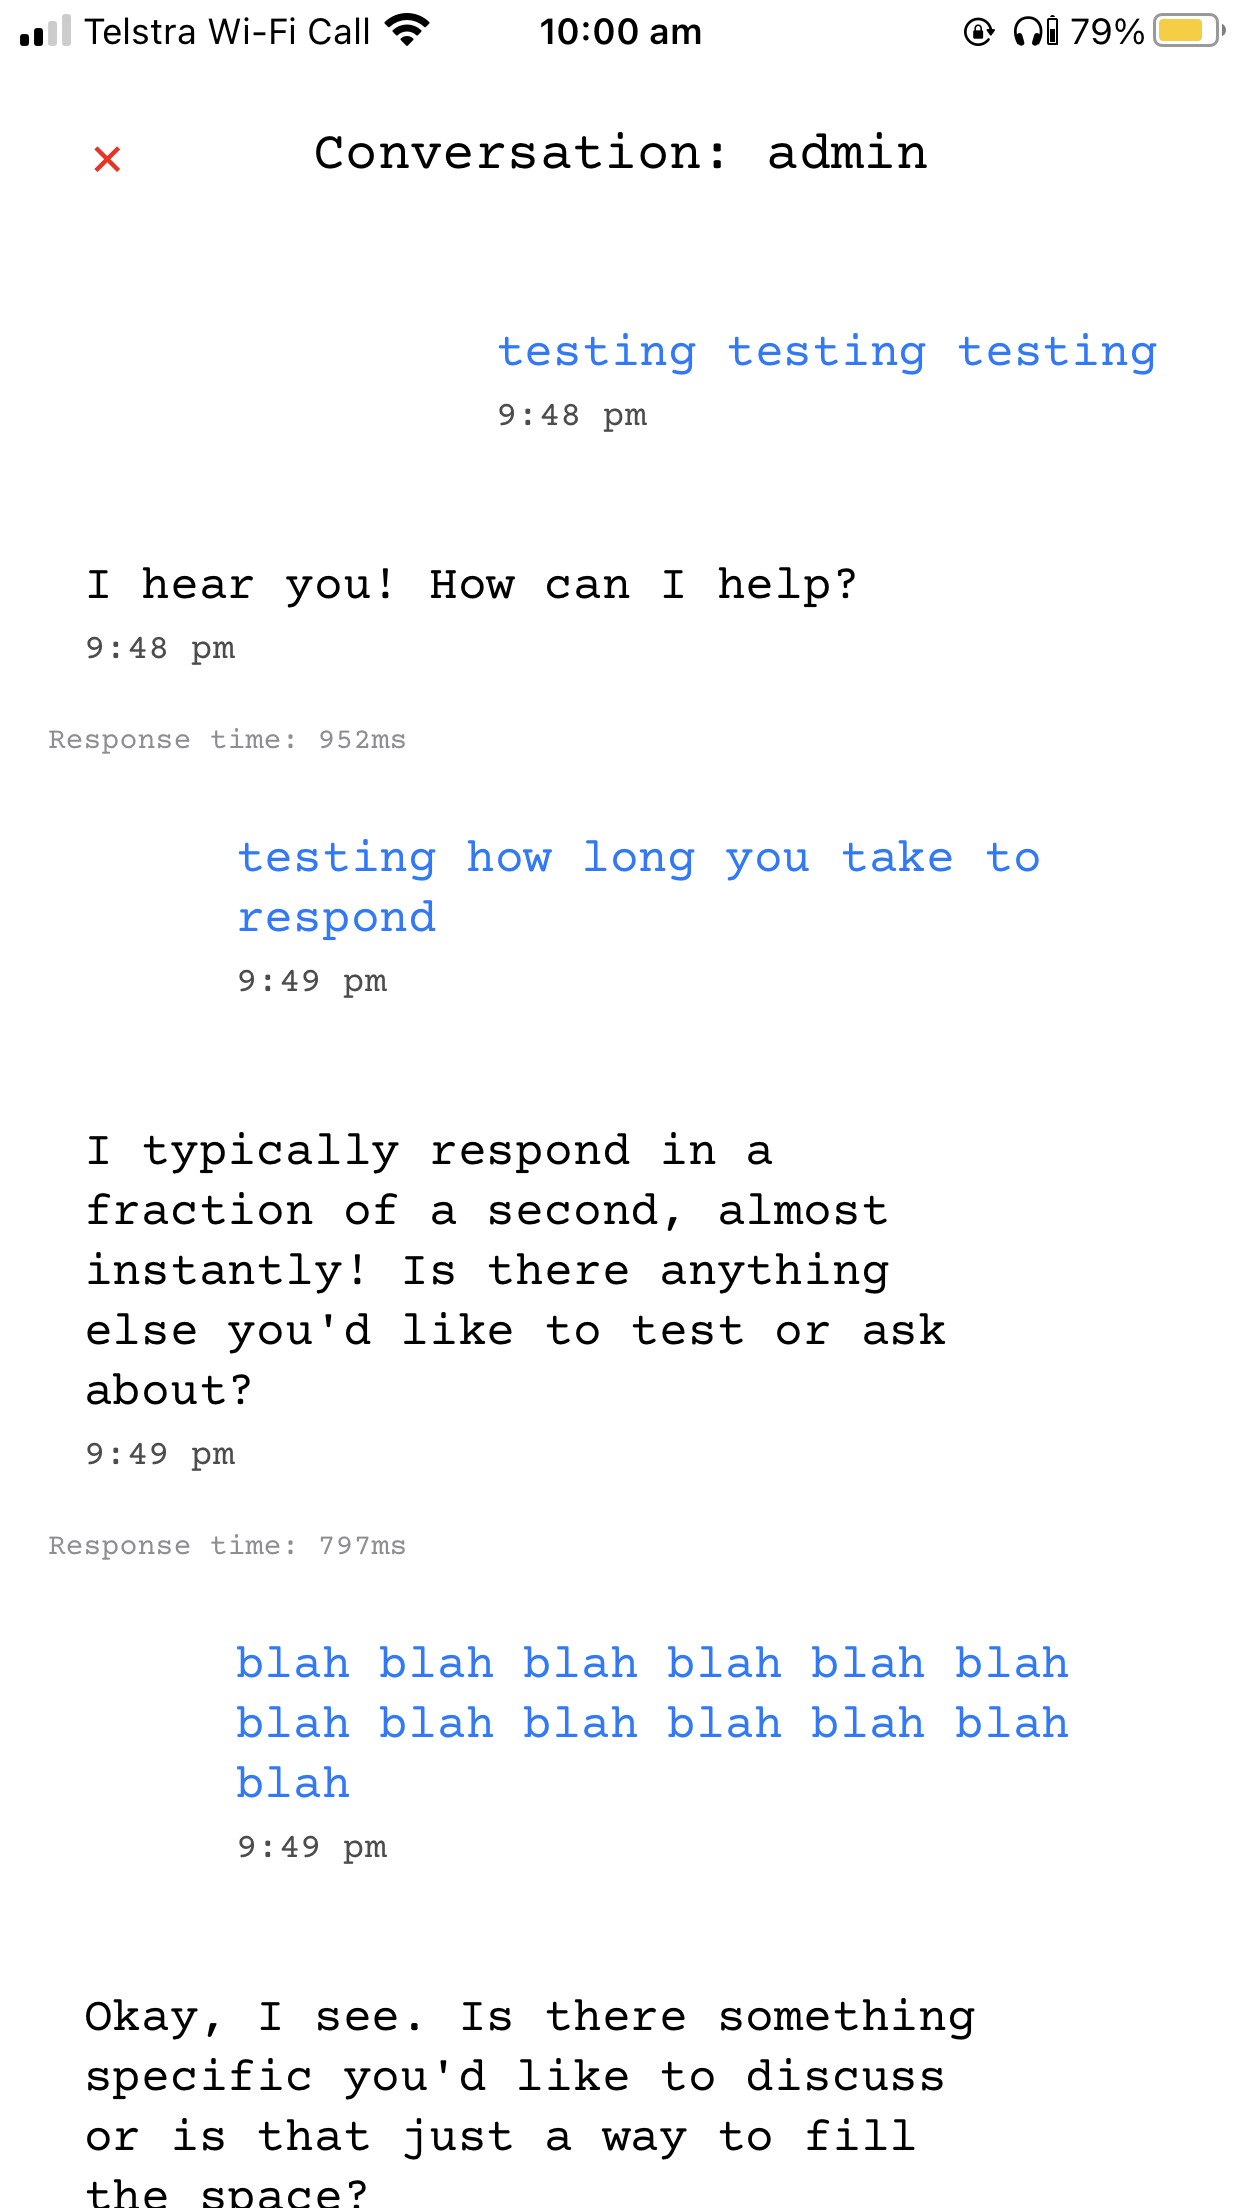 Telstra Wi-Fi Call 10:00 am 79%
× Conversation: admin
testing testing testing
9:48 pm
I hear you! How can I help?
9:48 pm
Response time: 952ms
testing how long you take to
respond
9:49 pm
I typically respond in a
fraction of a second, almost
instantly! Is there anything
else you'd like to test or ask
about?
9:49 pm
Response time: 797ms
blah blah blah blah blah blah
blah blah blah blah blah blah
blah
9:49 pm
Okay, I see. Is there something
specific you'd like to discuss
or is that just a way to fill
the space?